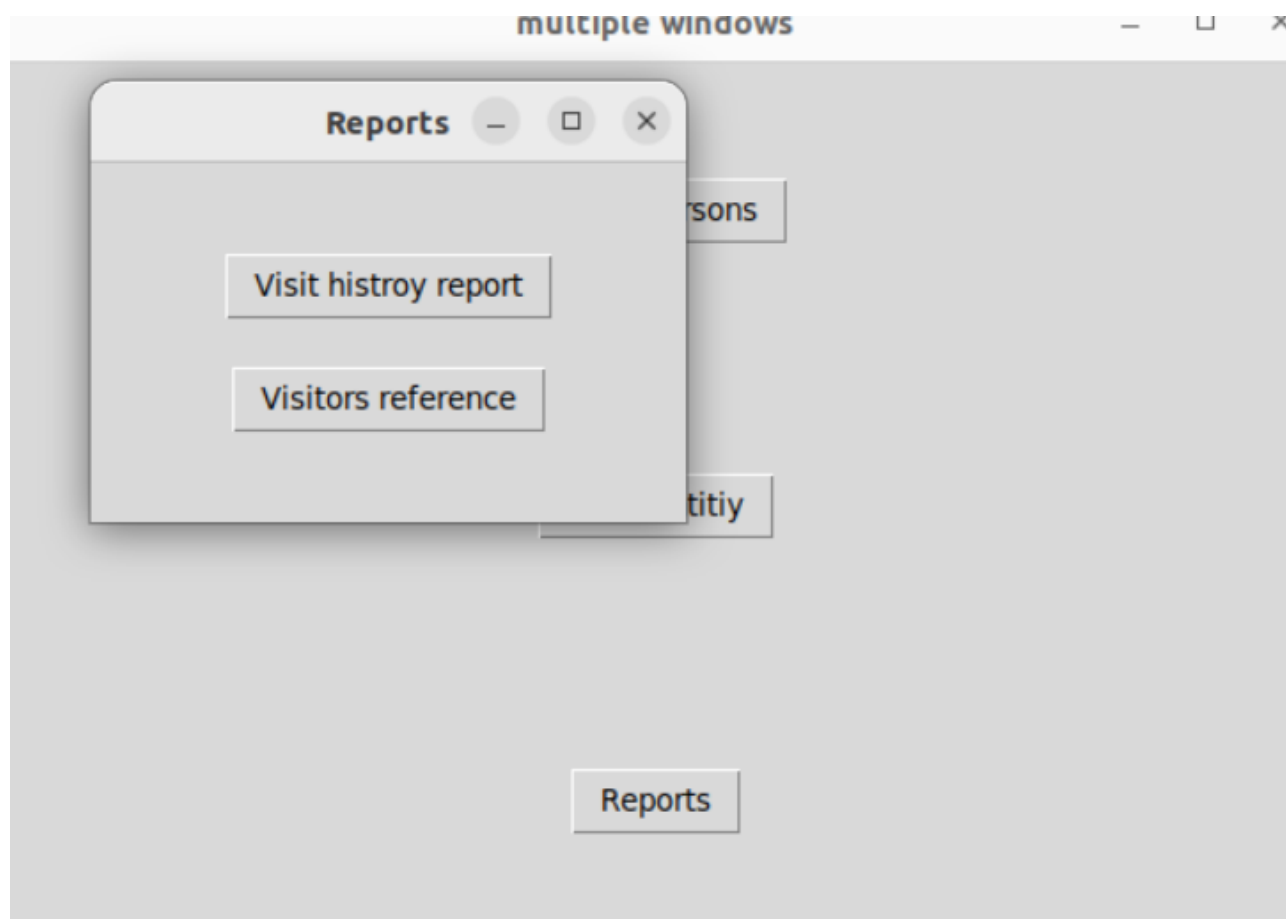 multiple windows
Reports
rsons
Visit histroy report
Visitors reference
titiy
Reports